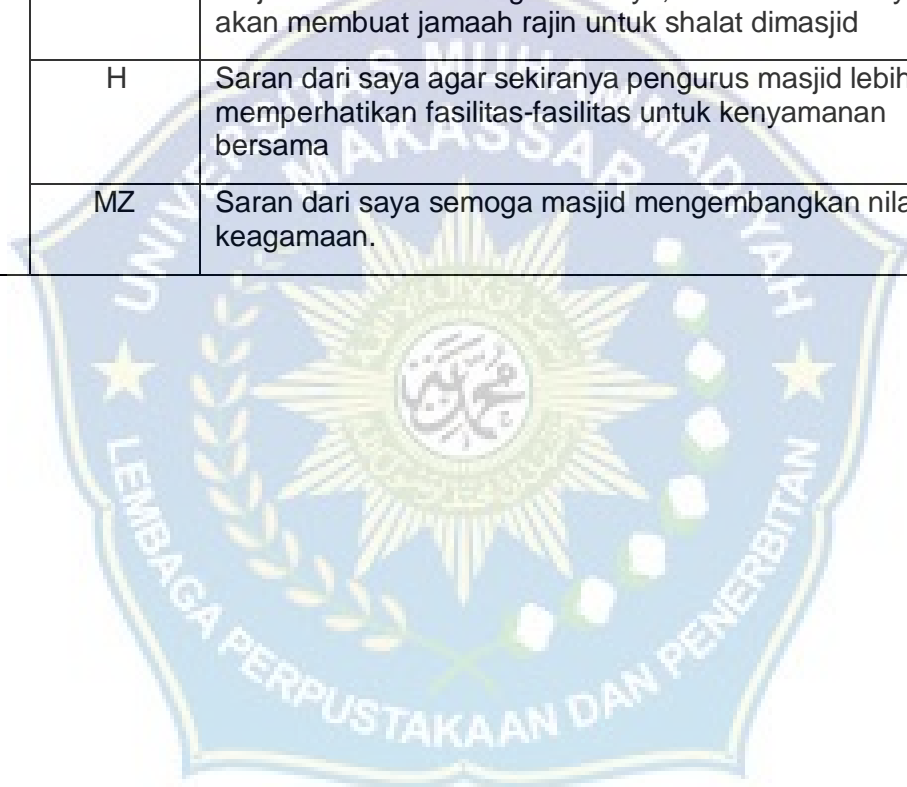 akan membuat jamaah rajin untuk shalat dimasjid
H
Saran dari saya agar sekiranya pengurus masjid lebih
memperhatikan fasilitas-fasilitas untuk kenyamanan
bersama
MZ
Saran dari saya semoga masjid mengembangkan
keagamaan.
UNIVERSITAS MUHAMMADIYAH
MAKASSAR
LEMBAGA PERPUSTAKAAN DAN PENERBITAN